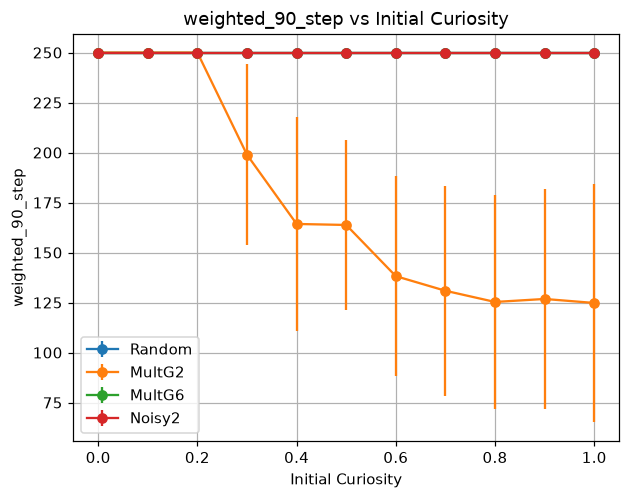 weighted_90_step vs Initial Curiosity
weighted_90_step
250
225
200
175
150
125
100
75
Random
MultG2
MultG6
Noisy2
0.0
0.2
0.4
0.6
0.8
1.0
Initial Curiosity